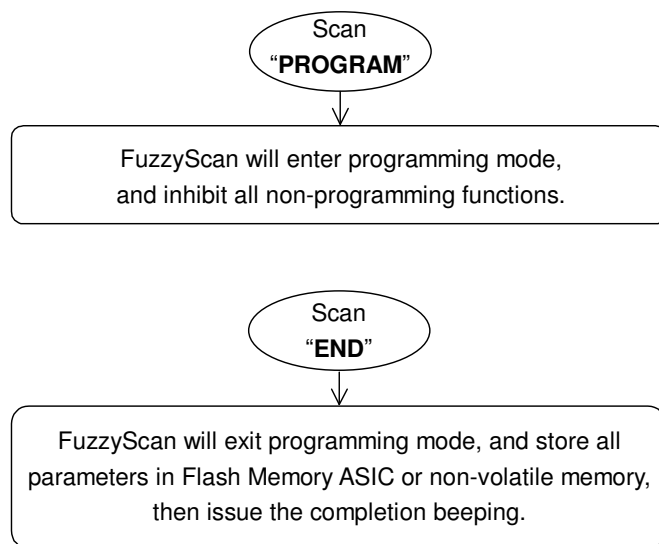 Scan
“PROGRAM”
FuzzyScan will enter programming mode,
and inhibit all non-programming functions.
Scan
“END”
FuzzyScan will exit programming mode, and store all
parameters in Flash Memory ASIC or non-volatile memory,
then issue the completion beeping.